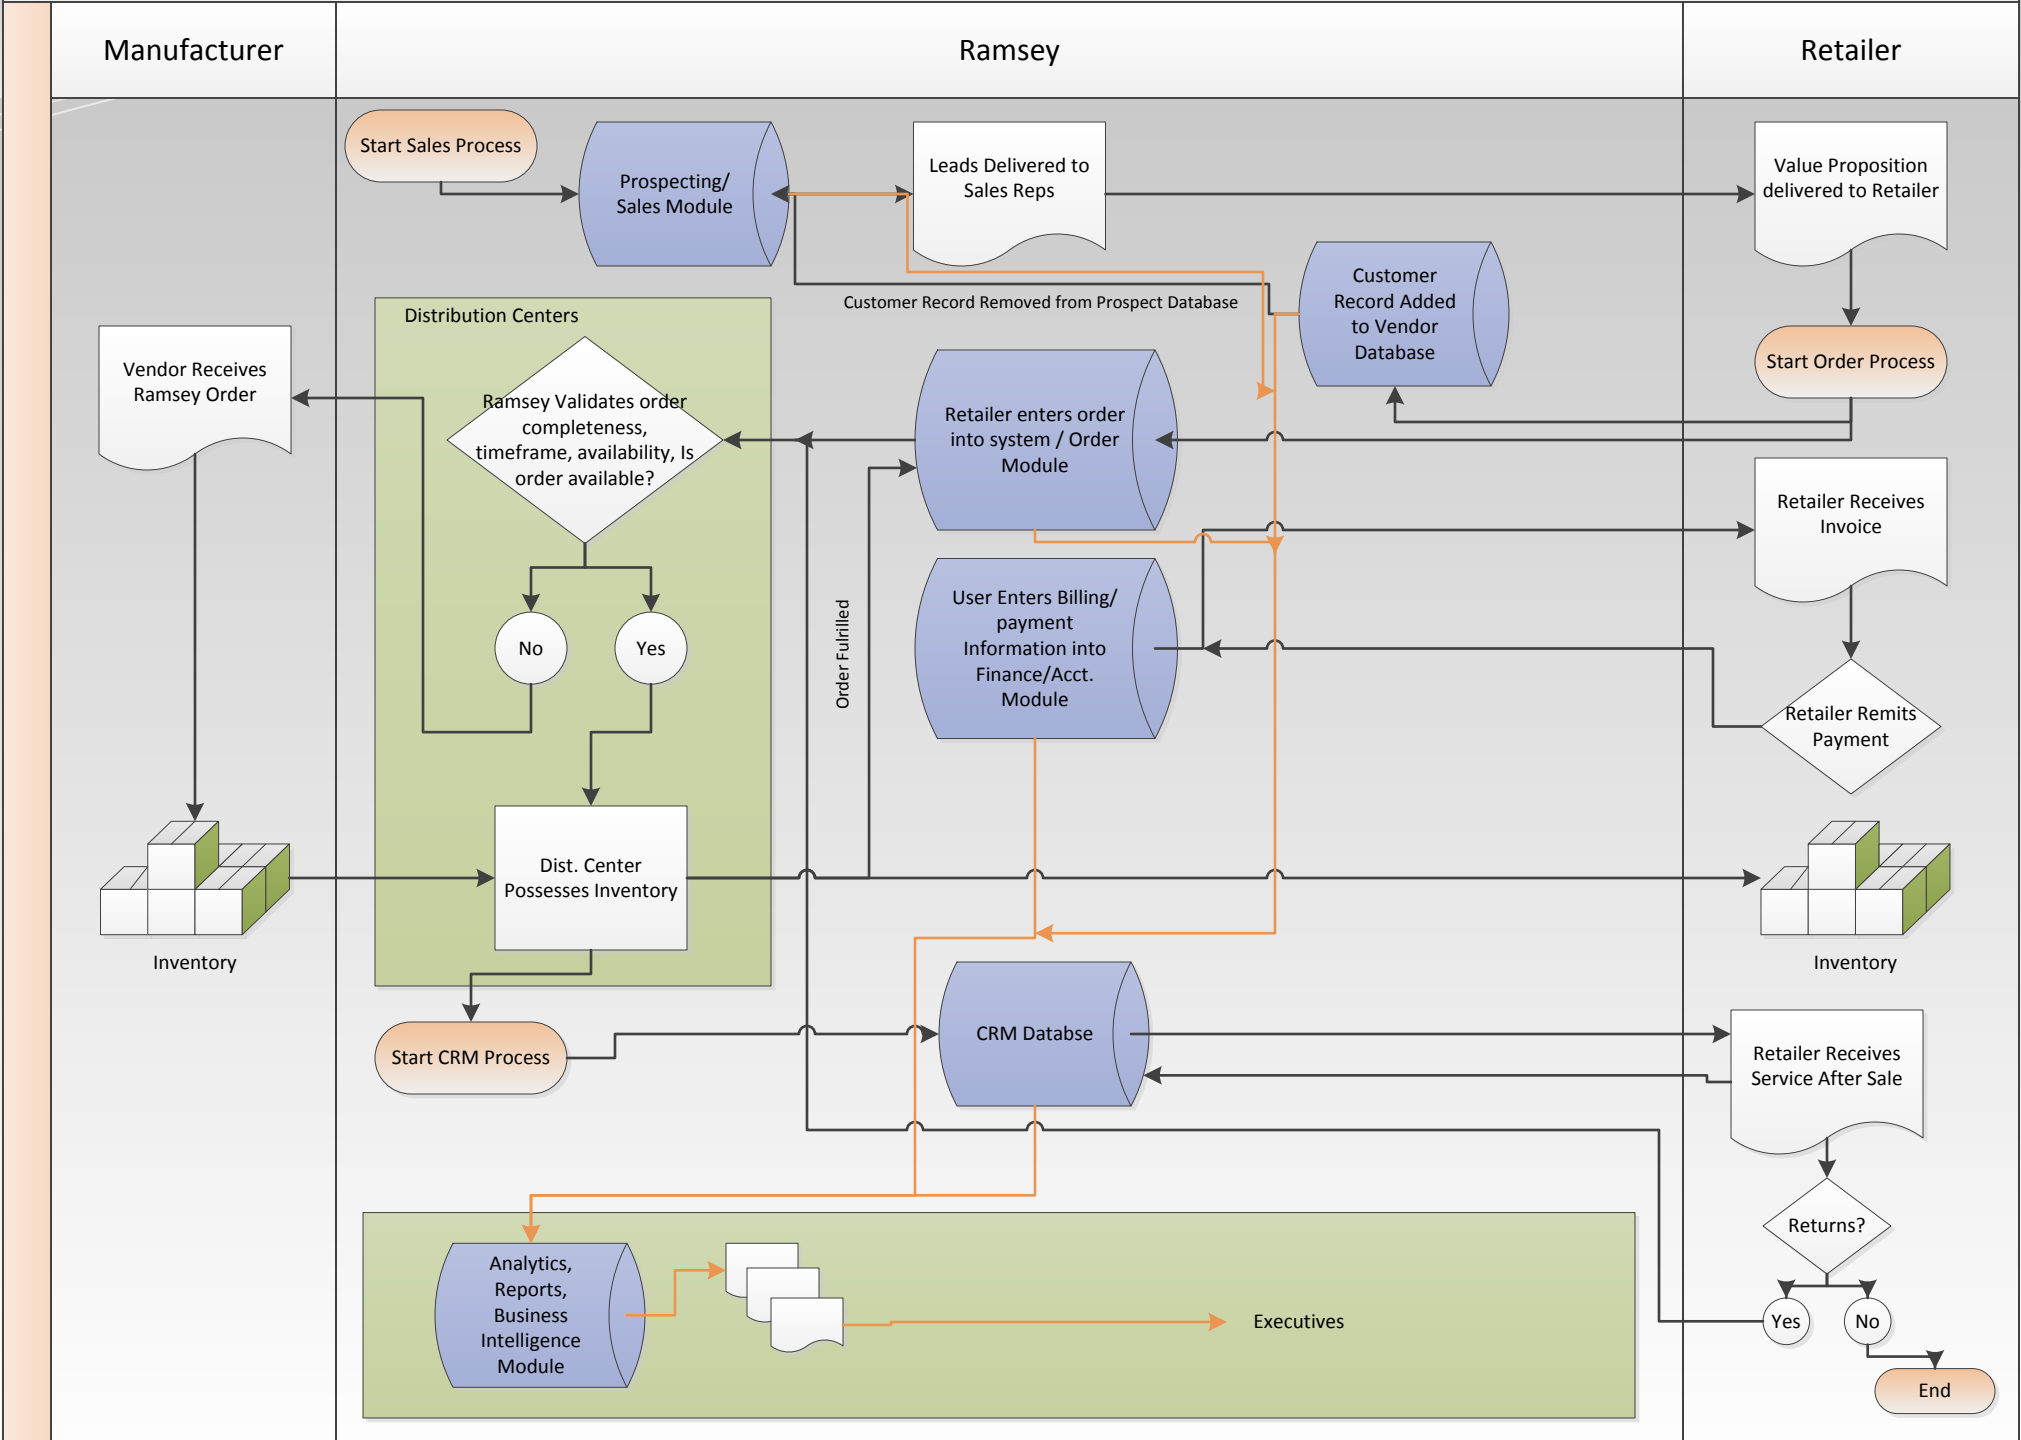 Manufacturer
Ramsey
Retailer
Start Sales Process
Prospecting/
Sales Module
Leads Delivered to
Sales Reps
Value Proposition
delivered to Retailer
Customer
Record Added
to Vendor
Database
Customer Record Removed from Prospect Database
Distribution Centers
Vendor Receives
Ramsey Order
Ramsey Validates order
completeness,
timeframe, availability, Is
order available?
Start Order Process
Retailer enters order
into system / Order
Module
Retailer Receives
Invoice
No
Yes
Order Fulrilled
User Enters Billing/
payment
Information into
Finance/Acct.
Module
Retailer Remits
Payment
Dist. Center
Possesses Inventory
Inventory
Inventory
Start CRM Process
CRM Databse
Retailer Receives
Service After Sale
Returns?
Yes
No
End
Analytics,
Reports,
Business
Intelligence
Module
Executives